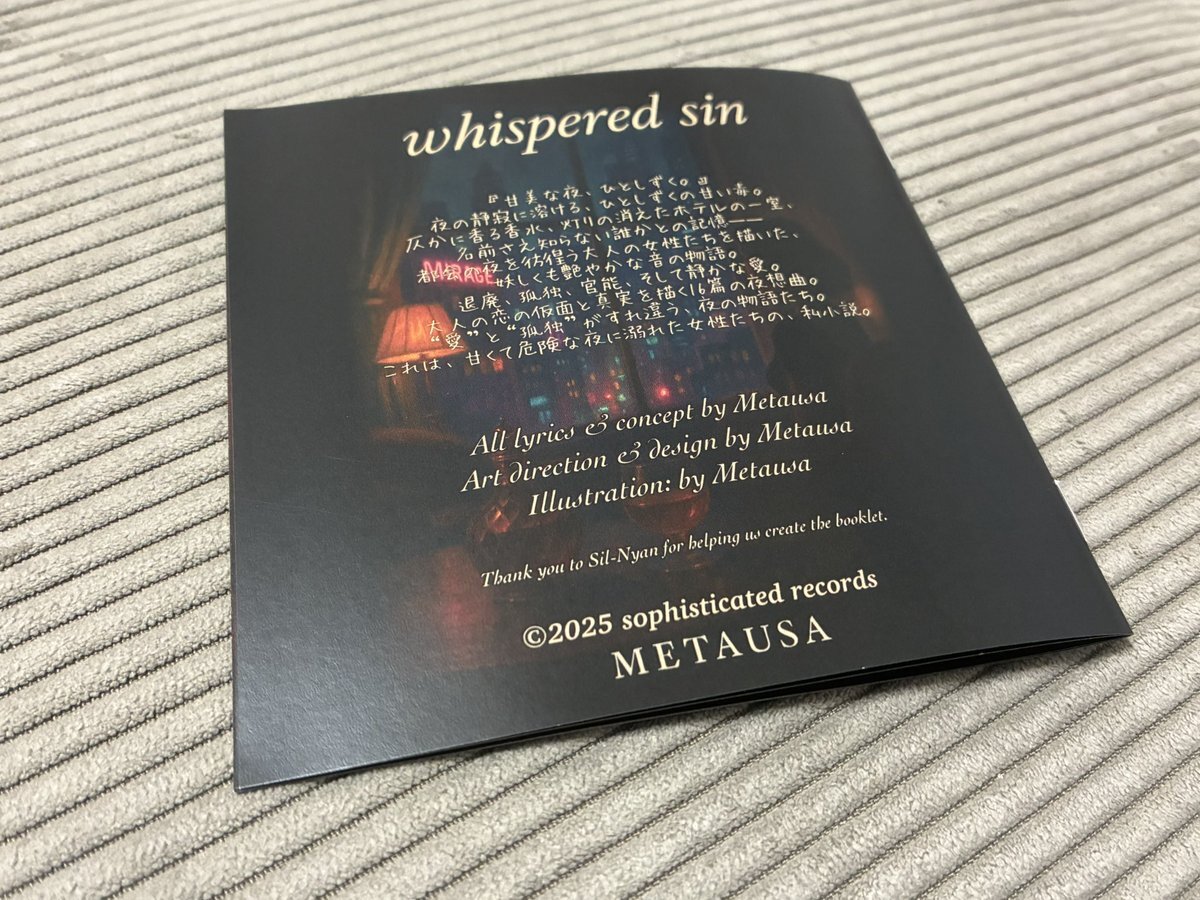 whispered sin
『甘美な夜、ひとしずく。』
夜の静寂に溶ける、ひとしずくの甘い毒。
仄かに香る香水、灯りの消えたホテルの一室、
名前さえ知らない誰かとの記憶——
都会の夜を彷徨う大人の女性たちを描いた、
妖しくも艶やかな音の物語。
退廃、孤独、官能、そして静かな愛。
大人の恋の仮面と真実を描く16篇の夜想曲。
“愛”と“孤独”がすれ違う、夜の物語たち。
これは、甘くて危険な夜に溺れた女性たちの、私小説。
MIRAGE
All lyrics & concept by Metausa
Art direction & design by Metausa
Illustration: by Metausa
Thank you to Sil-Nyan for helping us create the booklet.
©2025 sophisticated records
METAUSA